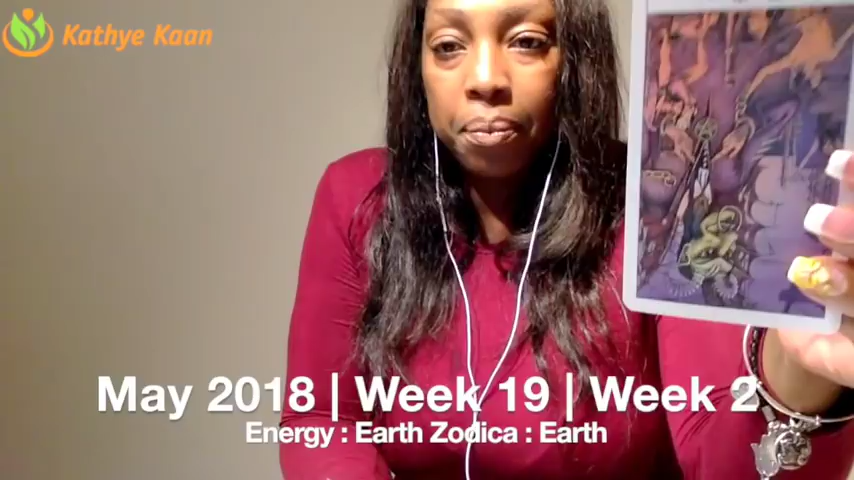 Kathye Kaan
May 2018 | Week 19 | Week 2
Energy : Earth Zodica : Earth